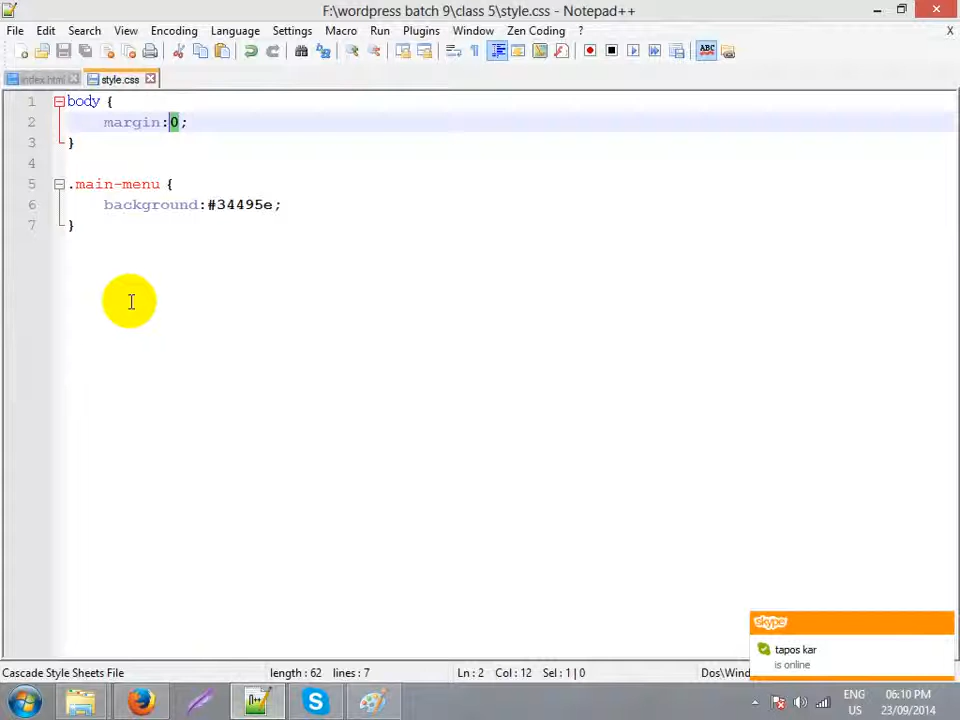 F:\wordpress batch 9\class 5\style.css - Notepad++
File Edit Search View Encoding Language Settings Macro Run Plugins Window Zen Coding ? X
index.html style.css
1 body {
2 margin:0;
3 }
4
5 .main-menu {
6 background:#34495e;
7 }
skype
tapos kar
is online
Cascade Style Sheets File length : 62 lines : 7 Ln : 2 Col : 12 Sel : 1 | 0 Dos\Wind
ENG 06:10 PM
US 23/09/2014